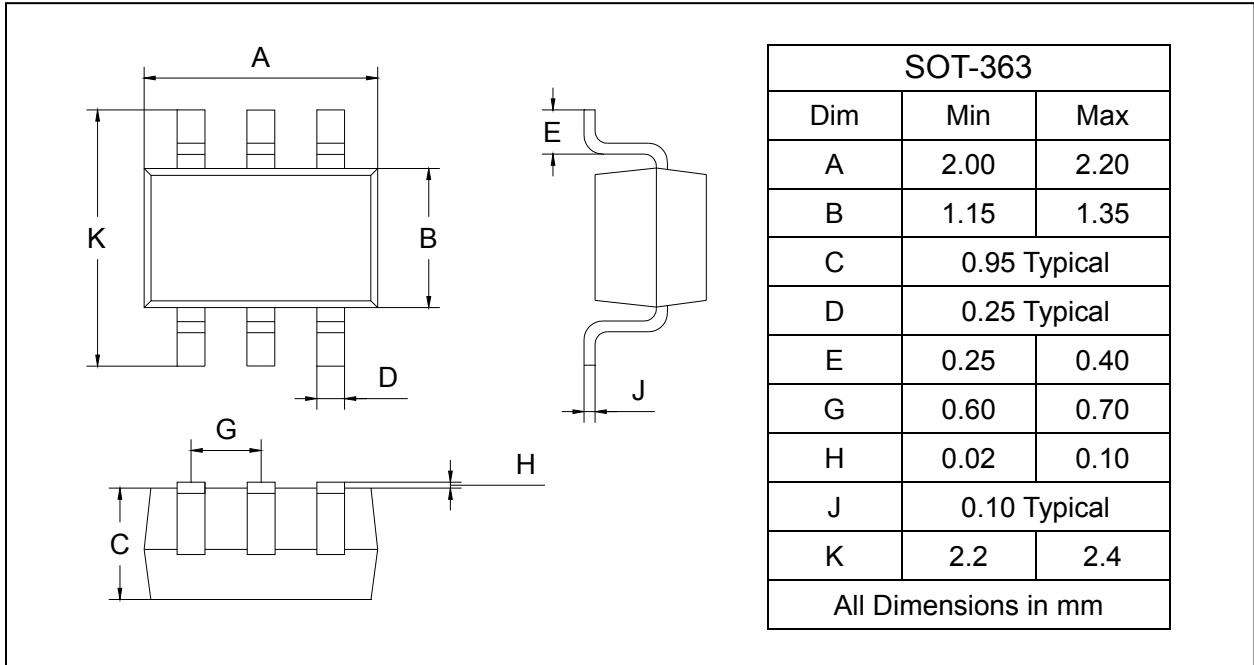 A
K
B
D
E
J
G
H
C
SOT-363
Dim Min Max
A 2.00 2.20
B 1.15 1.35
C 0.95 Typical
D 0.25 Typical
E 0.25 0.40
G 0.60 0.70
H 0.02 0.10
J 0.10 Typical
K 2.2 2.4
All Dimensions in mm